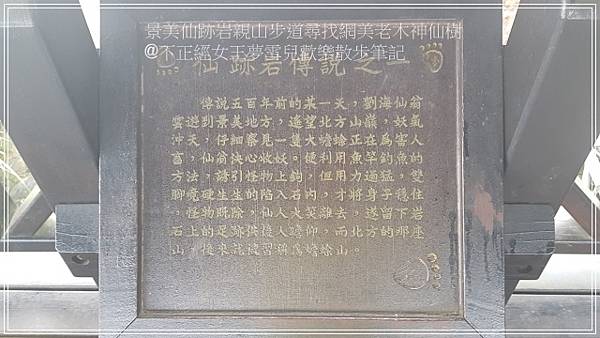 景美仙跡岩親山步道尋找網美老木神仙樹
@不正經女王夢雪兒歡樂散步筆記
仙跡岩傳說之一
傳說五百年前的某一天，劉海仙翁
雲遊到景美地方，遙望北方山巔，妖氣
沖天，仔細察見一隻大蟾蜍正在為害人
畜，仙翁決心收妖。便利用魚竿釣魚的
方法，誘引怪物上鉤，但用力過猛，雙
腳竟硬生生的陷入石內，才將身子穩住
。怪物既除，仙人大笑離去，遂留下岩
石上的足跡供後人瞻仰，而北方的那座
山，後來就被習稱為蟾蜍山。